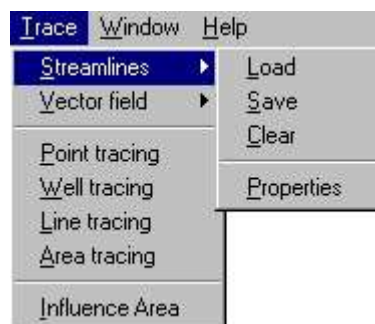 Trace Window Help
Streamlines Load
Vector field Save
Clear
Point tracing
Well tracing Properties
Line tracing
Area tracing
Influence Area